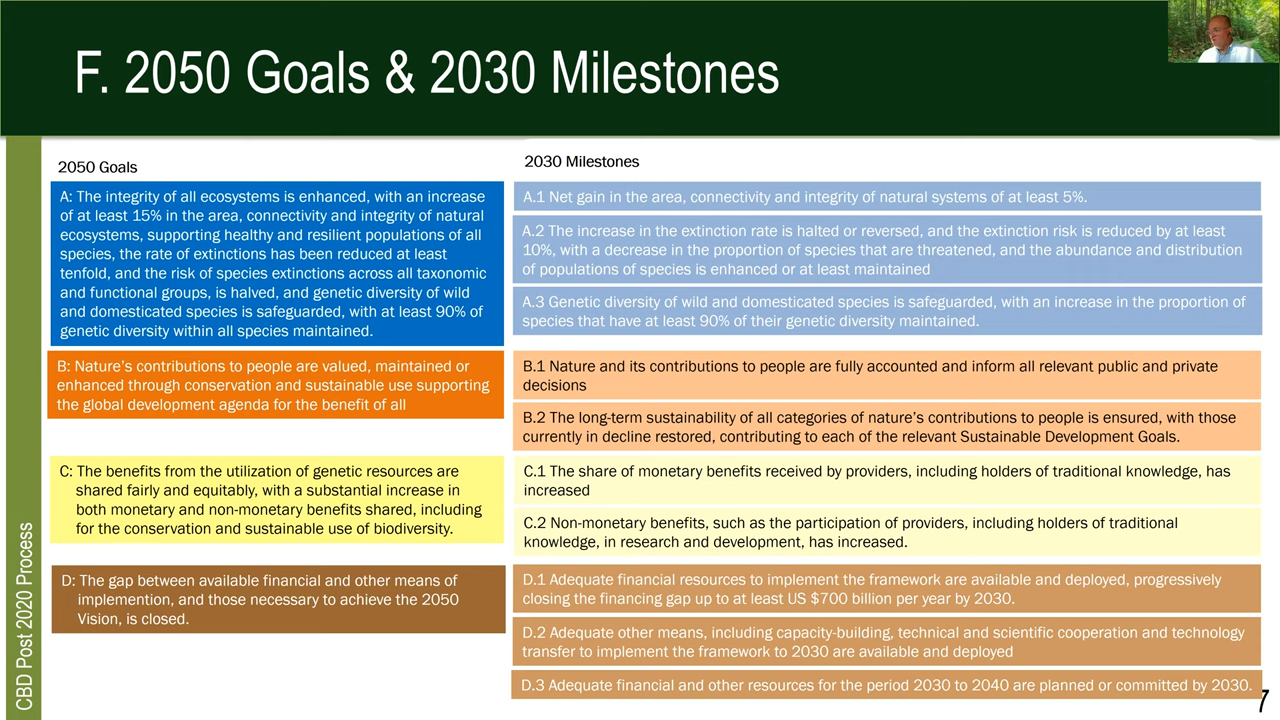 F. 2050 Goals & 2030 Milestones
2050 Goals
A: The integrity of all ecosystems is enhanced, with an increase
of at least 15% in the area, connectivity and integrity of natural
ecosystems, supporting healthy and resilient populations of all
species, the rate of extinctions has been reduced at least
tenfold, and the risk of species extinctions across all taxonomic
and functional groups, is halved, and genetic diversity of wild
and domesticated species is safeguarded, with at least 90% of
genetic diversity within all species maintained.
B: Nature's contributions to people are valued, maintained or
enhanced through conservation and sustainable use supporting
the global development agenda for the benefit of all
C: The benefits from the utilization of genetic resources are
shared fairly and equitably, with a substantial increase in
both monetary and non-monetary benefits shared, including
for the conservation and sustainable use of biodiversity.
D: The gap between available financial and other means of
implemention, and those necessary to achieve the 2050
Vision, is closed.
2030 Milestones
A.1 Net gain in the area, connectivity and integrity of natural systems of at least 5%.
A.2 The increase in the extinction rate is halted or reversed, and the extinction risk is reduced by at least
10%, with a decrease in the proportion of species that are threatened, and the abundance and distribution
of populations of species is enhanced or at least maintained
A.3 Genetic diversity of wild and domesticated species is safeguarded, with an increase in the proportion of
species that have at least 90% of their genetic diversity maintained.
B.1 Nature and its contributions to people are fully accounted and inform all relevant public and private
decisions
B.2 The long-term sustainability of all categories of nature's contributions to people is ensured, with those
currently in decline restored, contributing to each of the relevant Sustainable Development Goals.
C.1 The share of monetary benefits received by providers, including holders of traditional knowledge, has
increased
C.2 Non-monetary benefits, such as the participation of providers, including holders of traditional
knowledge, in research and development, has increased.
D.1 Adequate financial resources to implement the framework are available and deployed, progressively
closing the financing gap up to at least US $700 billion per year by 2030.
D.2 Adequate other means, including capacity-building, technical and scientific cooperation and technology
transfer to implement the framework to 2030 are available and deployed
D.3 Adequate financial and other resources for the period 2030 to 2040 are planned or committed by 2030.
CBD Post 2020 Process
7